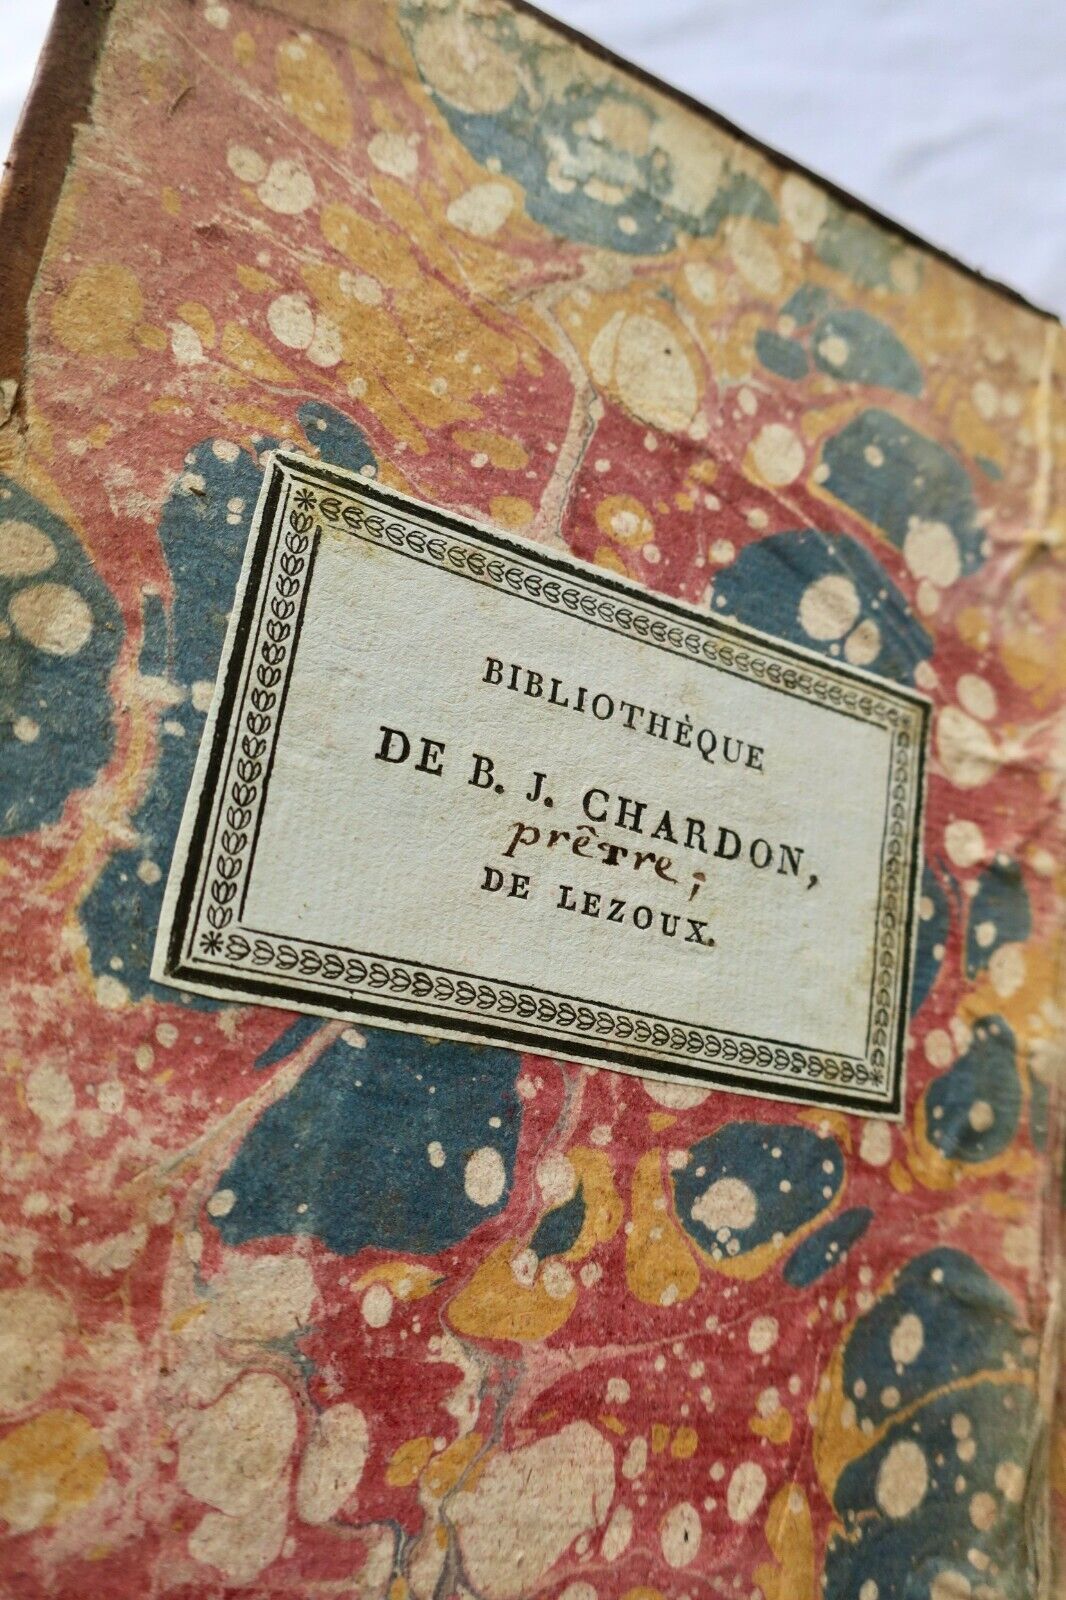 BIBLIOTHÈQUE
DE B. J. CHARDON,
prêtre;
DE LEZOUX.